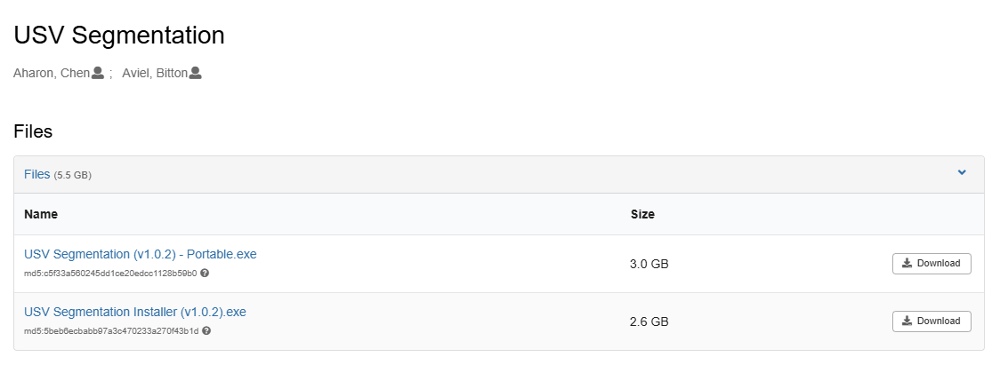 USV Segmentation
Aharon, Chen ; Aviel, Bitton
Files
Files (5.5 GB)
Name Size
USV Segmentation (v1.0.2) - Portable.exe
md5:c5f33a560245dd1ce20edcc1128b59b0
3.0 GB Download
USV Segmentation Installer (v1.0.2).exe
md5:5beb6ecbabb97a3c470233a270f43b1d
2.6 GB Download